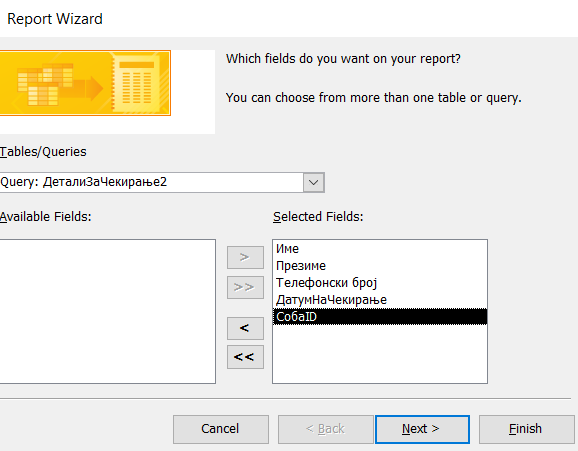 Report Wizard
Which fields do you want on your report?
You can choose from more than one table or query.
Tables/Queries
Query: ДеталиЗаЧекирање2
Available Fields:
Selected Fields:
Име
Презиме
Телефонски број
ДатумНаЧекирање
СобаID
>
>>
<
<<
Cancel
< Back
Next >
Finish